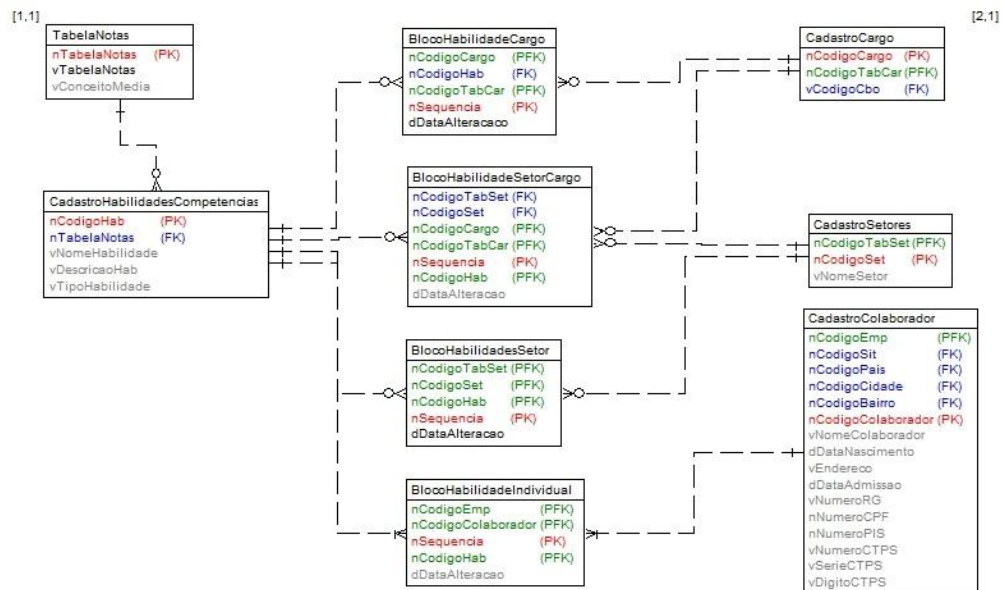 [1,1]
[2,1]
TabelaNotas
nTabelaNotas (PK)
vTabelaNotas
vConceitoMedia
CadastroHabilidadesCompetencias
nCodigoHab (PK)
nTabelaNotas (FK)
vNomeHabilidade
vDescricaoHab
vTipoHabilidade
BlocoHabilidadeCargo
nCodigoCargo (PFK)
nCodigoHab (FK)
nCodigoTabCar (PFK)
nSequencia (PK)
dDataAlteracao
BlocoHabilidadeSetorCargo
nCodigoTabSet (FK)
nCodigoSet (FK)
nCodigoCargo (PFK)
nCodigoTabCar (PFK)
nSequencia (PK)
nCodigoHab (PFK)
dDataAlteracao
BlocoHabilidadesSetor
nCodigoTabSet (PFK)
nCodigoSet (PFK)
nCodigoHab (PFK)
nSequencia (PK)
dDataAlteracao
BlocoHabilidadeIndividual
nCodigoEmp (PFK)
nCodigoColaborador (PFK)
nSequencia (PK)
nCodigoHab (PFK)
dDataAlteracao
CadastroCargo
nCodigoCargo (PK)
nCodigoTabCar (PFK)
vCodigoCbo (FK)
CadastroSetores
nCodigoTabSet (PFK)
nCodigoSet (PK)
vNomeSetor
CadastroColaborador
nCodigoEmp (PFK)
nCodigoSit (FK)
nCodigoPais (FK)
nCodigoCidade (FK)
nCodigoBairro (FK)
nCodigoColaborador (PK)
vNomeColaborador
dDataNascimento
vEndereco
dDataAdmissao
vNumeroRG
nNumeroCPF
nNumeroPIS
vNumeroCTPS
vSerieCTPS
vDigitoCTPS